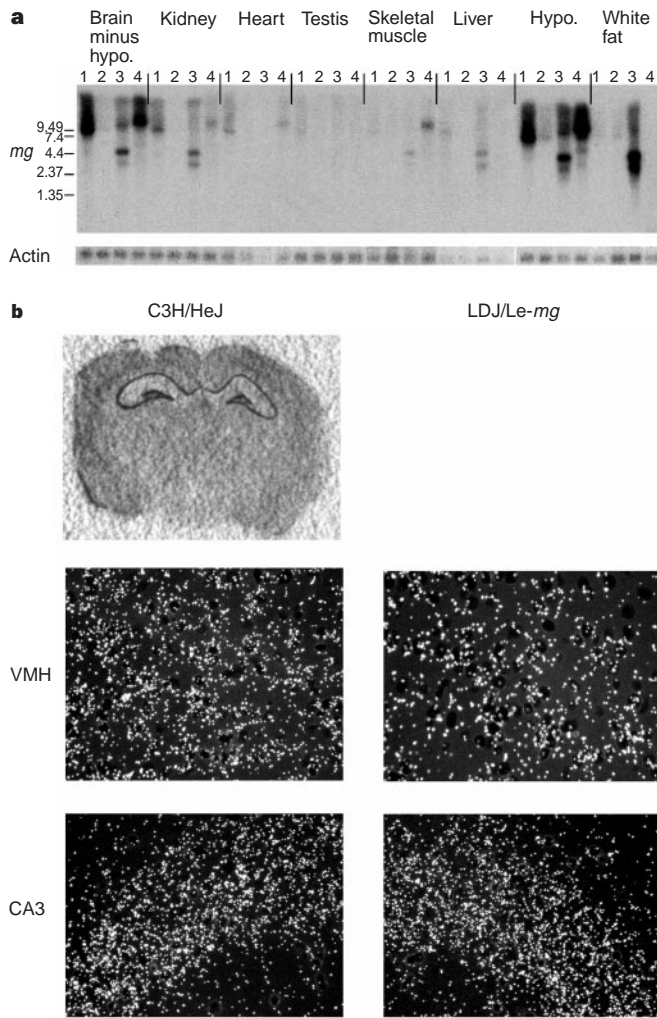 a
Brain minus hypo. Kidney Heart Testis Skeletal muscle Liver Hypo. White fat
1 2 3 4 1 2 3 4 1 2 3 4 1 2 3 4 1 2 3 4 1 2 3 4 1 2 3 4 1 2 3 4
9.49
7.4
mg 4.4
2.37
1.35
Actin
b
C3H/HeJ LDJ/Le-mg
VMH
CA3